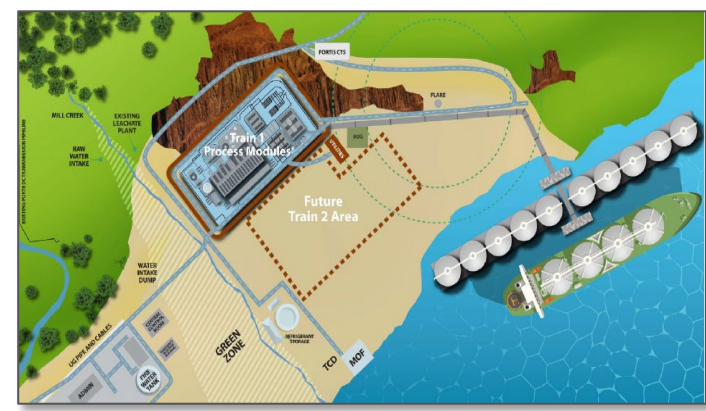 FORTIS CTS
FLARE
MILL CREEK
EXISTING
LEACHATE
PLANT
RAW
WATER
INTAKE
Train 1
Process Modules
UTILITIES
BOG
Future
Train 2 Area
WATER
INTAKE
DUMP
UG PIPE AND CABLES
CONTROL
ROOM
GREEN
ZONE
REFRIGERANT
STORAGE
TCD
MOF
ADMIN
FIRE
WATER
TANK